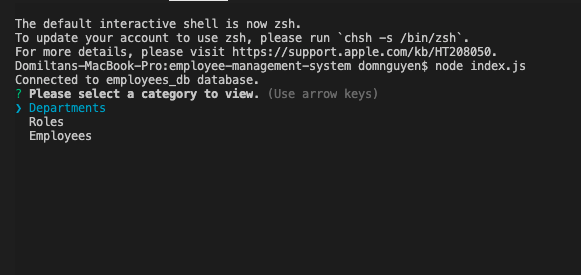 The default interactive shell is now zsh.
To update your account to use zsh, please run `chsh -s /bin/zsh`.
For more details, please visit https://support.apple.com/kb/HT208050.
Domiltans-MacBook-Pro:employee-management-system domnguyen$ node index.js
Connected to employees_db database.
? Please select a category to view. (Use arrow keys)
❯ Departments
  Roles
  Employees